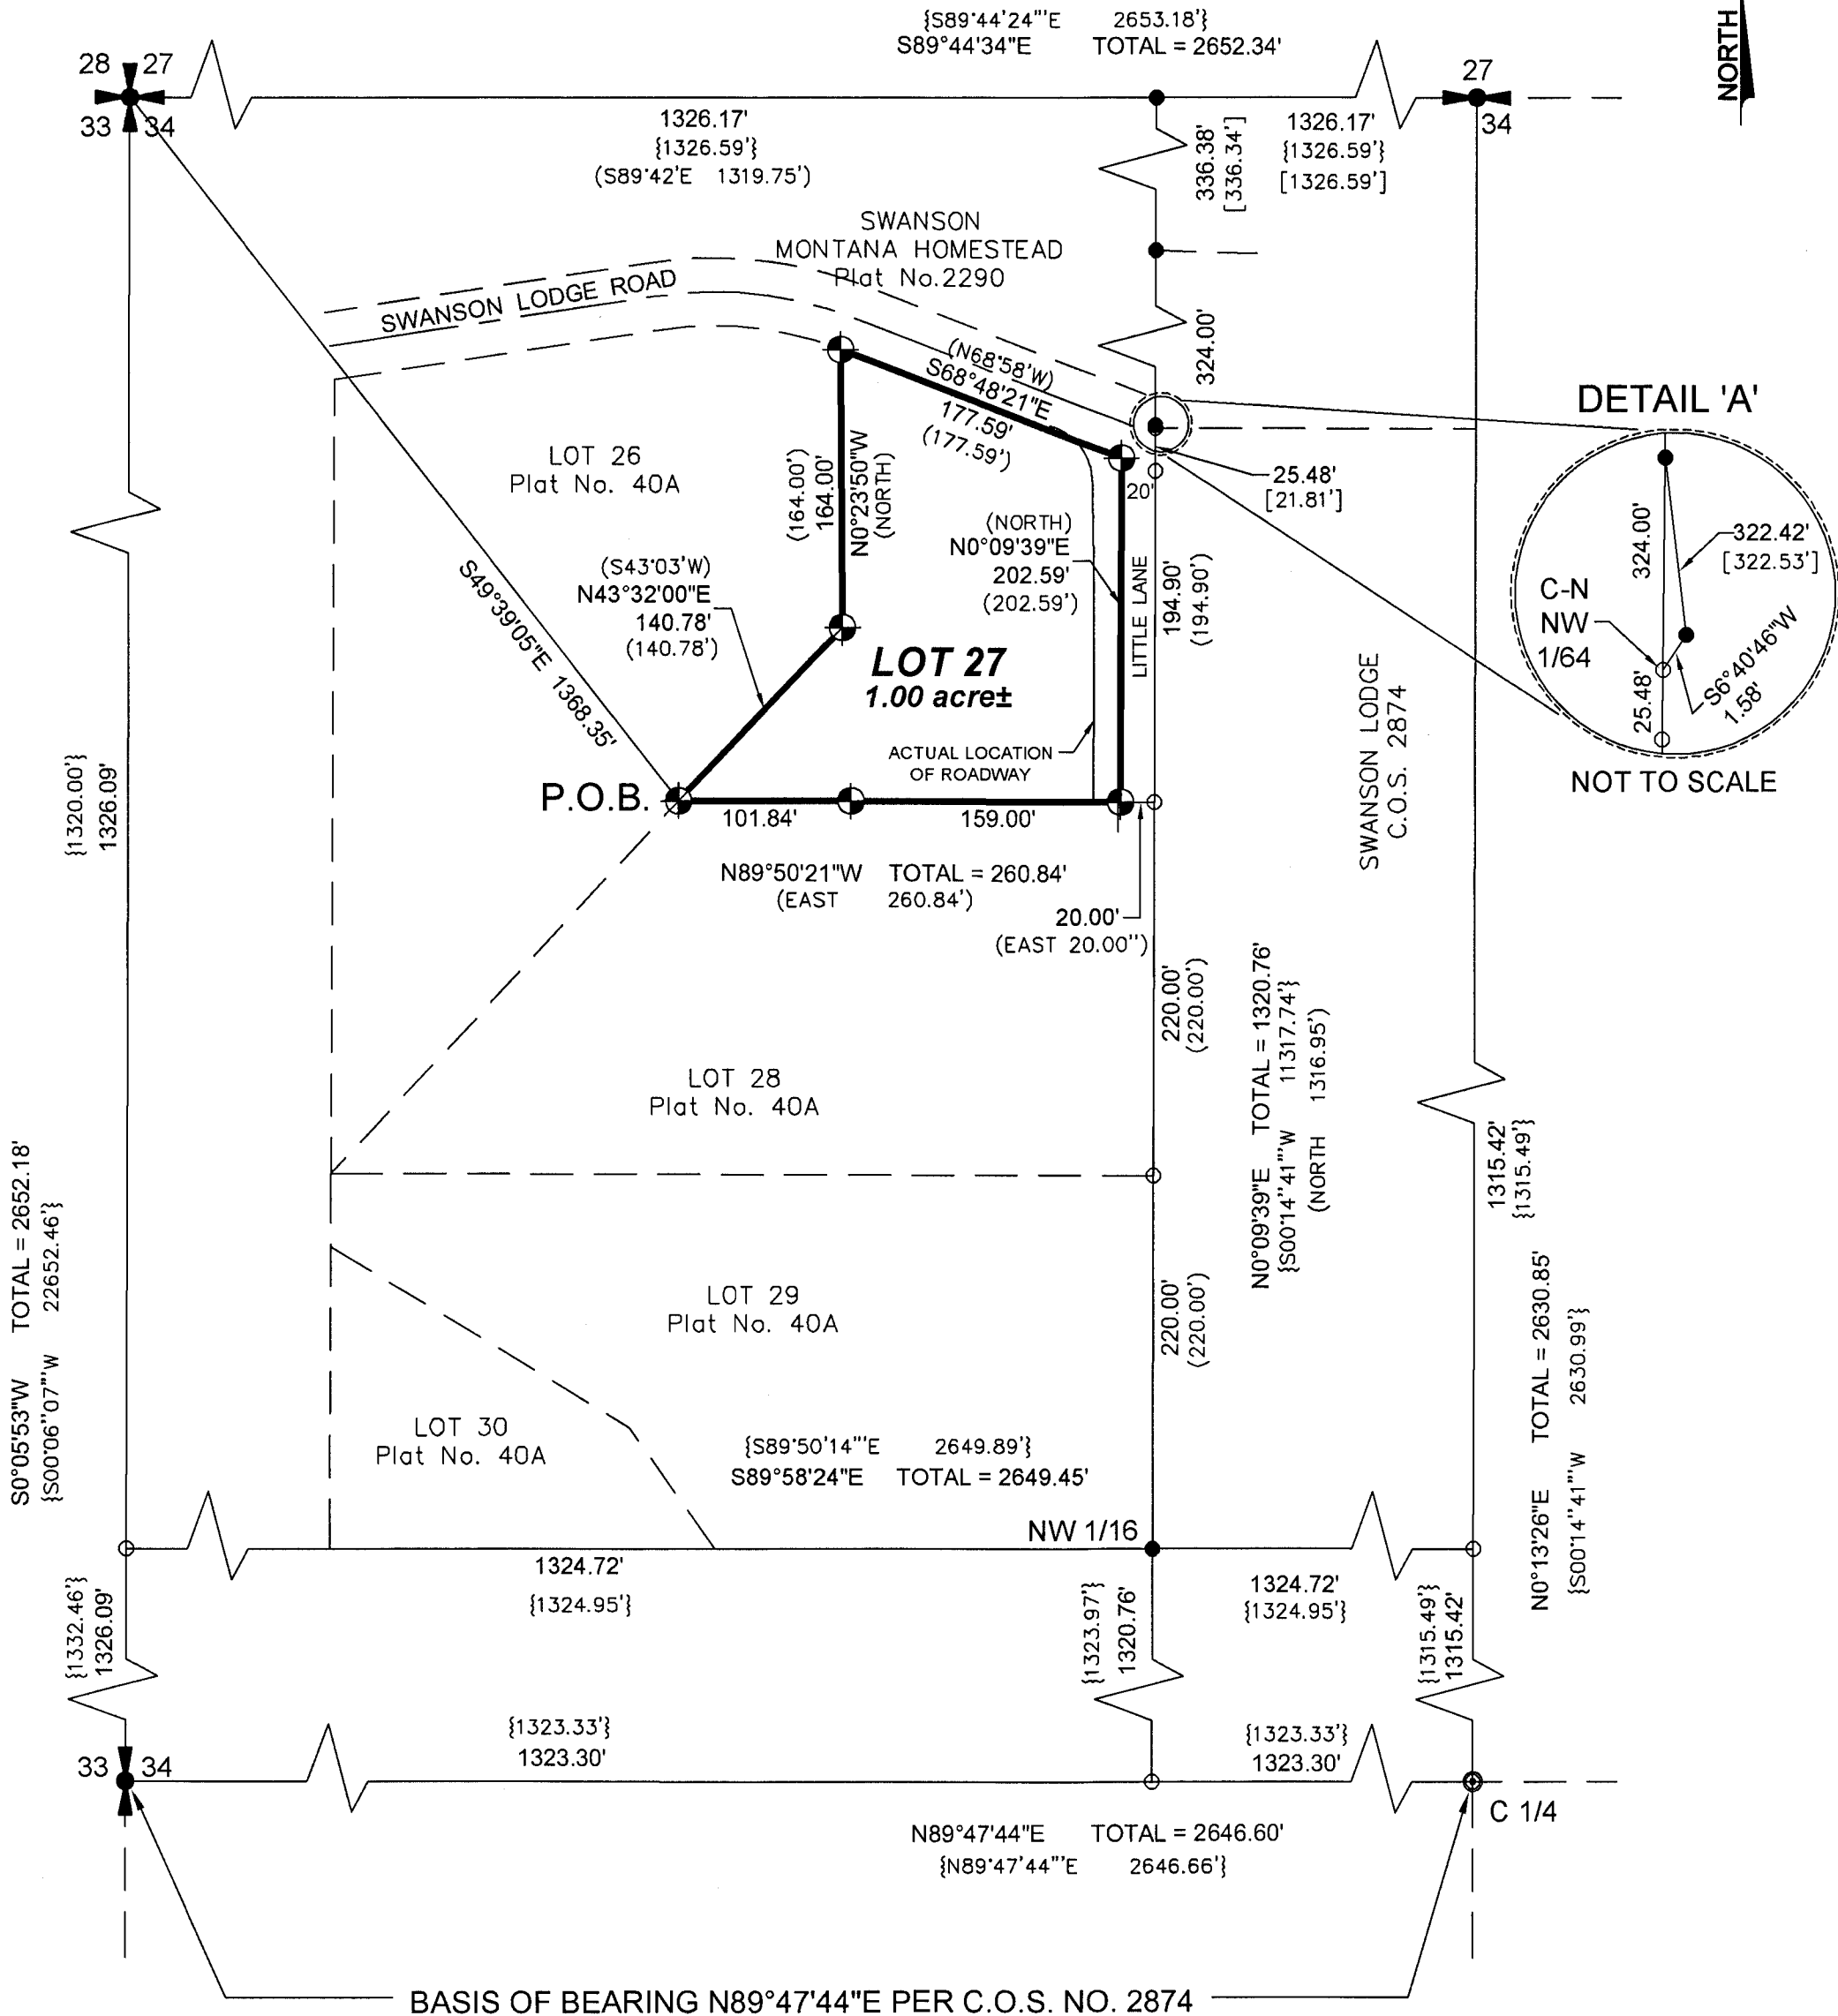 {S89°44'24"'E 2653.18'}
S89°44'34"E TOTAL = 2652.34'
NORTH
28 27
33 34
27
34
1326.17'
{1326.59'}
(S89°42'E 1319.75')
336.38'
[336.34']
1326.17'
{1326.59'}
[1326.59']
SWANSON
MONTANA HOMESTEAD
Plat No.2290
SWANSON LODGE ROAD
324.00'
(N68°58'W)
S68°48'21"E
177.59'
(177.59')
DETAIL 'A'
LOT 26
Plat No. 40A
(164.00')
164.00'
N0°23'50"W
(NORTH)
20'
25.48'
[21.81']
324.00'
322.42'
[322.53']
C-N
NW
1/64
S6°40'46"W
1.58'
25.48'
NOT TO SCALE
(NORTH)
N0°09'39"E
202.59'
(202.59')
LITTLE LANE
194.90'
(194.90')
(S43°03'W)
N43°32'00"E
140.78'
(140.78')
S49°39'05"E 1368.35'
LOT 27
1.00 acre±
ACTUAL LOCATION
OF ROADWAY
SWANSON LODGE
C.O.S. 2874
{1320.00'}
1326.09'
P.O.B.
101.84'
159.00'
N89°50'21"W TOTAL = 260.84'
(EAST 260.84')
20.00'
(EAST 20.00")
220.00'
(220.00')
N0°09'39"E TOTAL = 1320.76'
{S00°14"41"'W 11317.74'}
(NORTH 1316.95')
LOT 28
Plat No. 40A
1315.42'
{1315.49'}
S0°05'53"W TOTAL = 2652.18'
{S00°06"07"'W 22652.46'}
LOT 29
Plat No. 40A
220.00'
(220.00')
N0°13'26"E TOTAL = 2630.85'
{S00°14"41"'W 2630.99'}
LOT 30
Plat No. 40A
{S89°50'14"'E 2649.89'}
S89°58'24"E TOTAL = 2649.45'
NW 1/16
1324.72'
{1324.95'}
1324.72'
{1324.95'}
{1332.46'}
1326.09'
{1323.97'}
1320.76'
{1315.49'}
1315.42'
{1323.33'}
1323.30'
{1323.33'}
1323.30'
33 34
C 1/4
N89°47'44"E TOTAL = 2646.60'
{N89°47'44"'E 2646.66'}
BASIS OF BEARING N89°47'44"E PER C.O.S. NO. 2874